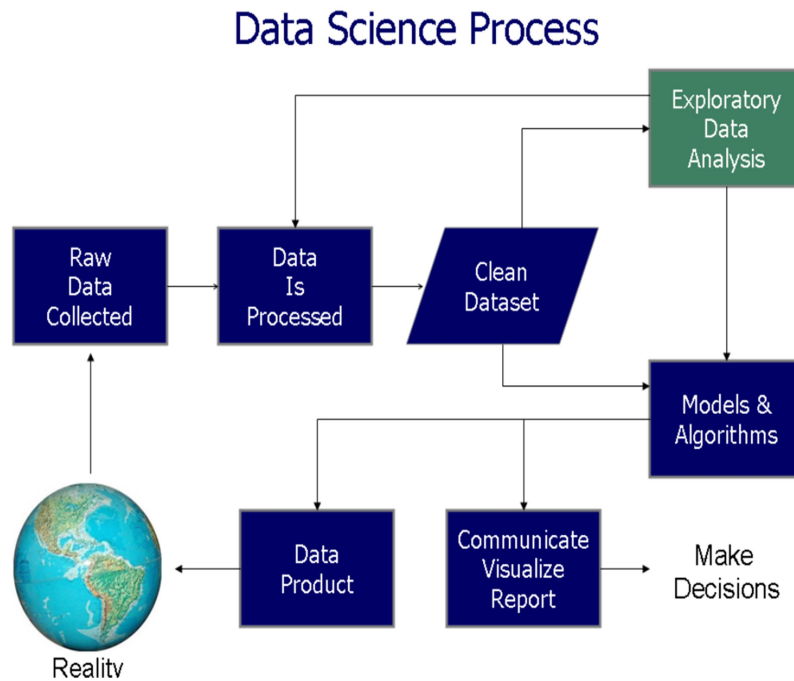 Data Science Process
Exploratory
Data
Analysis
Raw
Data
Collected
Data
Is
Processed
Clean
Dataset
Models &
Algorithms
Data
Product
Communicate
Visualize
Report
Make
Decisions
Reality